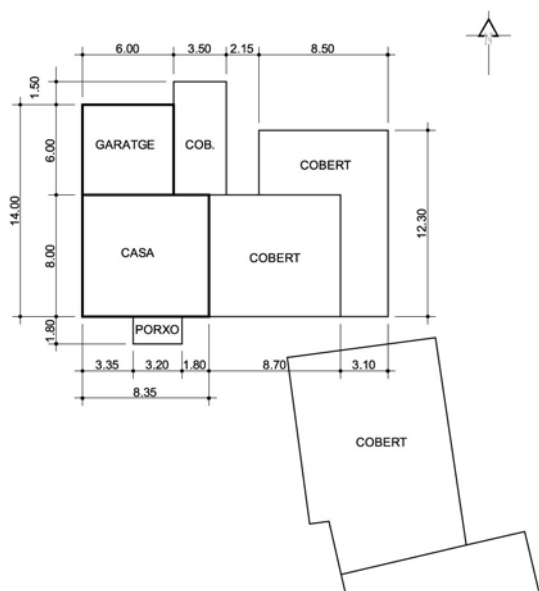 6.00 3.50 2.15 8.50
N
1.50
GARATGE
COB.
6.00
COBERT
14.00
12.30
8.00
CASA
COBERT
PORXO
1.80
3.35 3.20 1.80 8.70 3.10
8.35
COBERT